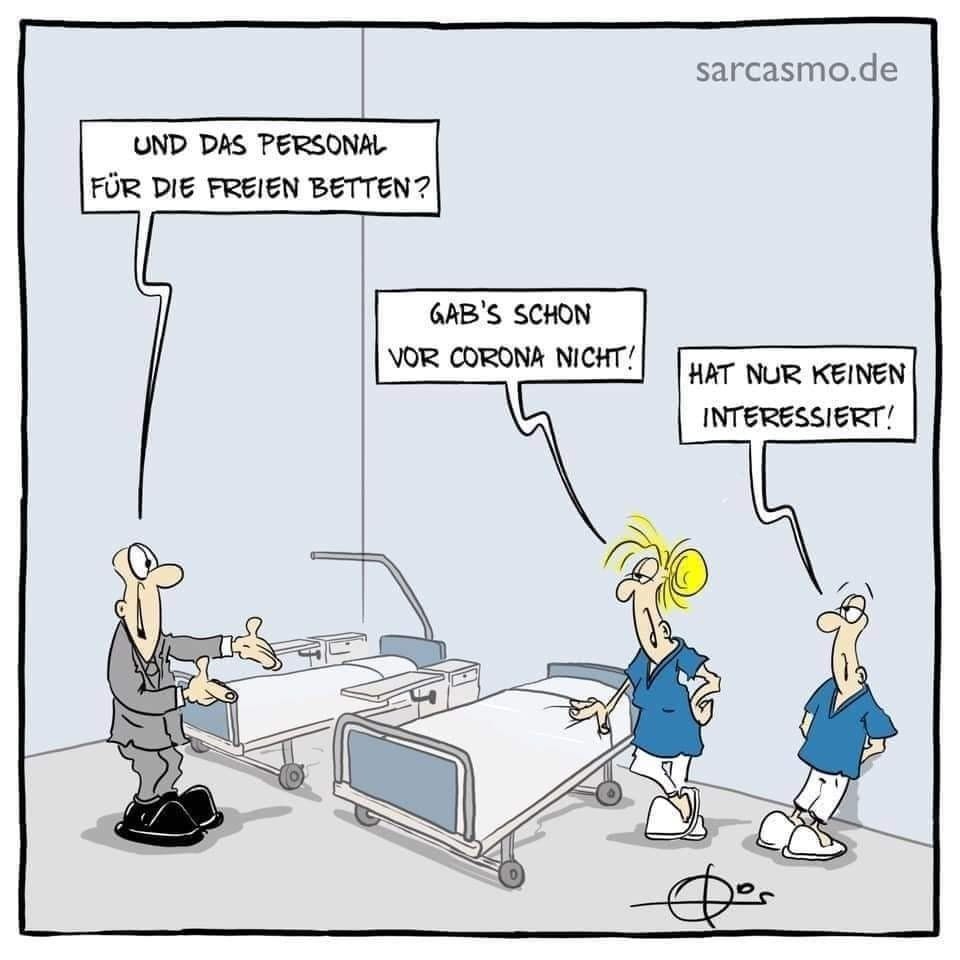 sarcasmo.de
UND DAS PERSONAL
FÜR DIE FREIEN BETTEN?
GAB'S SCHON
VOR CORONA NICHT!
HAT NUR KEINEN
INTERESSIERT!